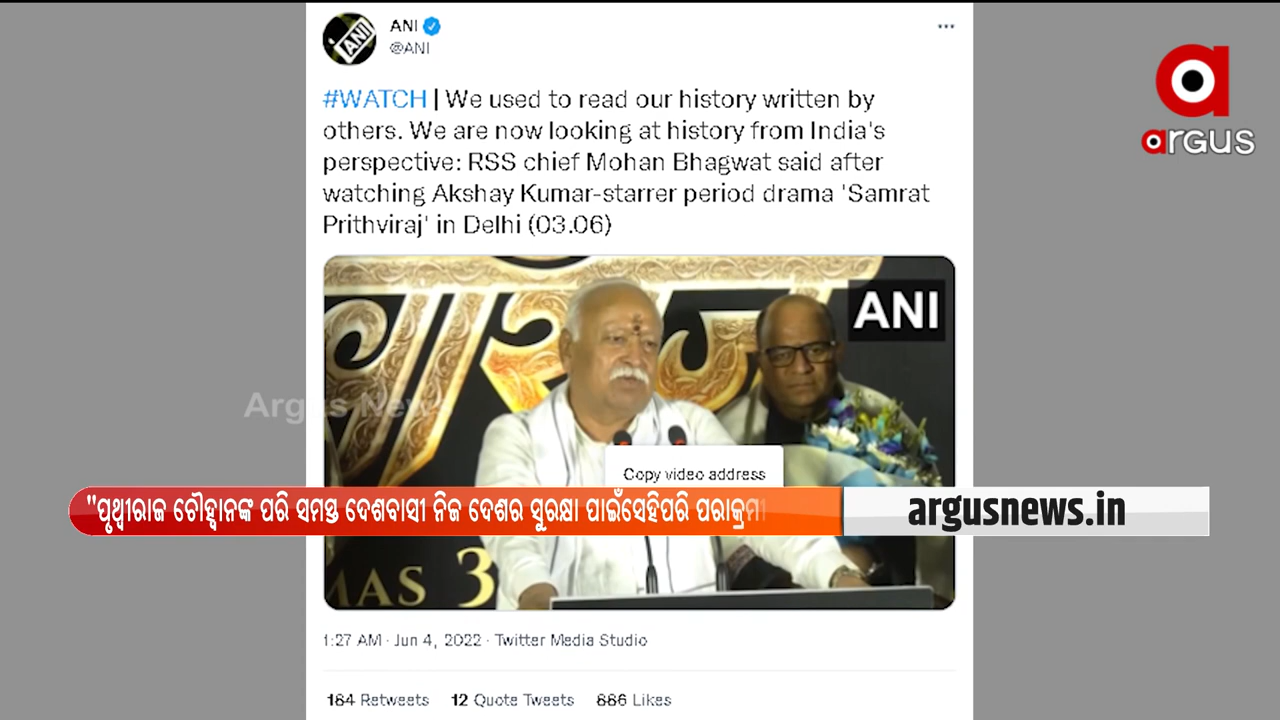 ANI
@ANI
argus
#WATCH | We used to read our history written by
others. We are now looking at history from India's
perspective: RSS chief Mohan Bhagwat said after
watching Akshay Kumar-starrer period drama 'Samrat
Prithviraj' in Delhi (03.06)
ANI
Argus News
Copy video address
"ପୃଥ୍ୱୀରାଜ ଚୌହ୍ୱାନଙ୍କ ପରି ସମସ୍ତ ଦେଶବାସୀ ନିଜ ଦେଶର ସୁରକ୍ଷା ପାଇଁସେହିପରି ପରାକ୍ରମୀ
argusnews.in
MAS 3
1:27 AM · Jun 4, 2022 · Twitter Media Studio
184 Retweets 12 Quote Tweets 886 Likes